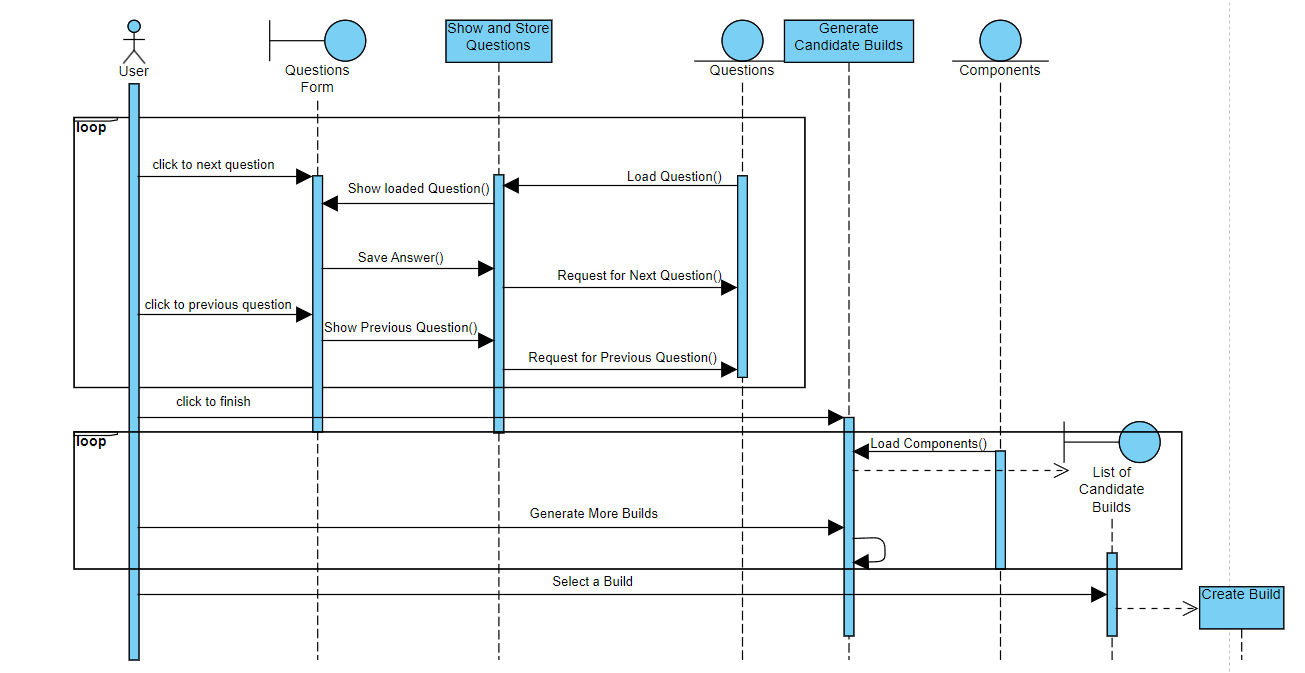 Show and Store
Questions
Generate
Candidate Builds
User
Questions
Form
Questions
Components
loop
click to next question
Load Question()
Show loaded Question()
Save Answer()
Request for Next Question()
click to previous question
Show Previous Question()
Request for Previous Question()
click to finish
loop
Load Components()
List of
Candidate
Builds
Generate More Builds
Select a Build
Create Build